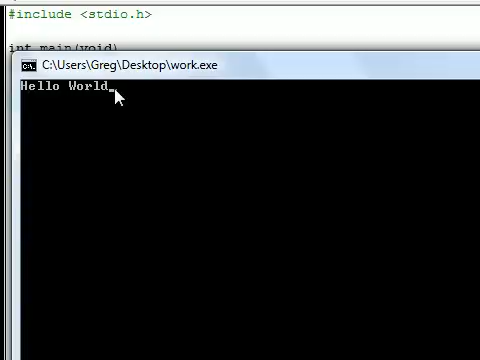 #include <stdio.h>
int main(void)
C:\Users\Greg\Desktop\work.exe
Hello World